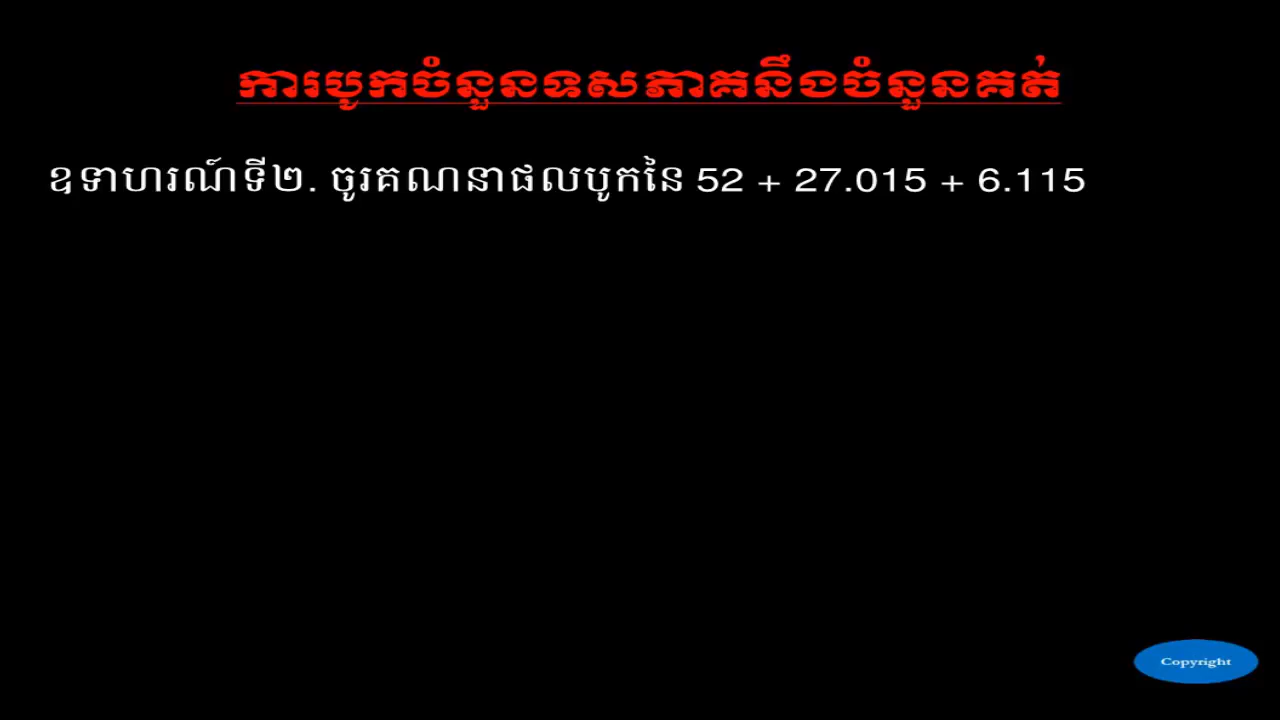 ការបូកចំនួនទសភាគនឹងចំនួនគត់
ឧទាហរណ៍ទី២. ចូរគណនាផលបូកនៃ 52 + 27.015 + 6.115
Copyright